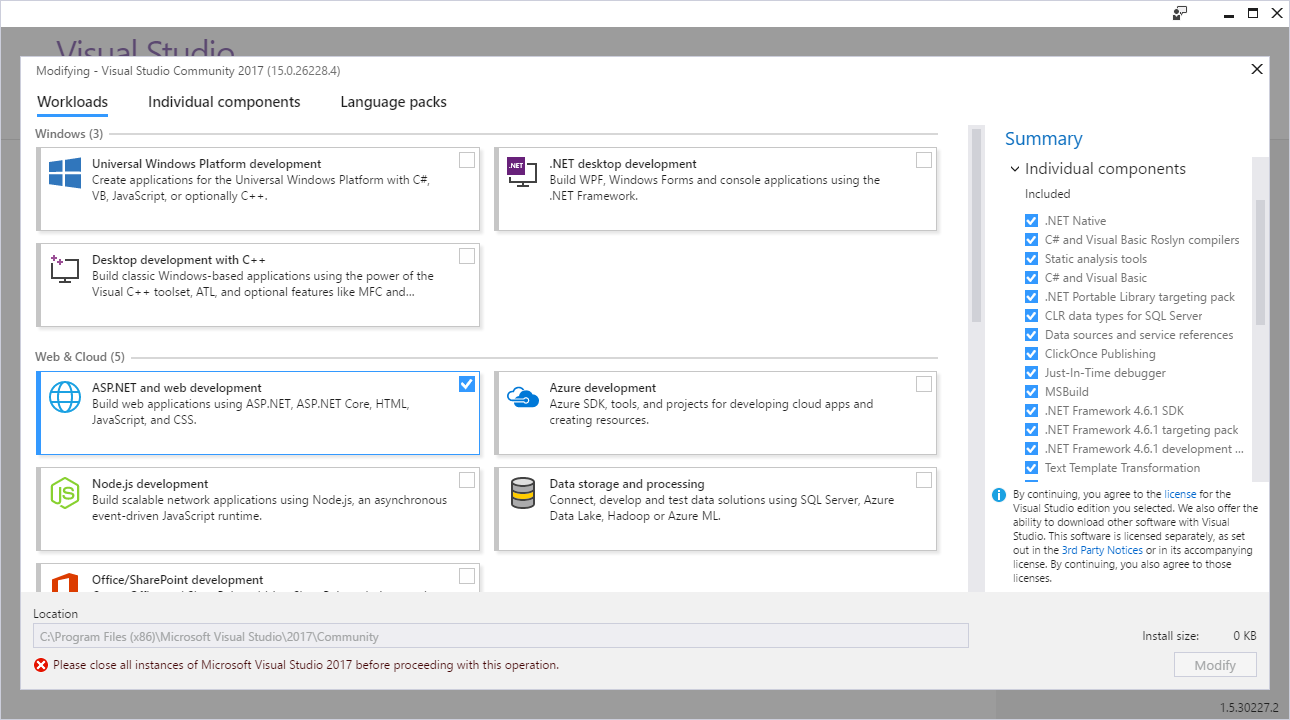 Visual Studio
Modifying - Visual Studio Community 2017 (15.0.26228.4)
Workloads
Individual components
Language packs
Windows (3)
Universal Windows Platform development
Create applications for the Universal Windows Platform with C#,
VB, JavaScript, or optionally C++.
.NET
.NET desktop development
Build WPF, Windows Forms and console applications using the
.NET Framework.
Desktop development with C++
Build classic Windows-based applications using the power of the
Visual C++ toolset, ATL, and optional features like MFC and...
Web & Cloud (5)
ASP.NET and web development
Build web applications using ASP.NET, ASP.NET Core, HTML,
JavaScript, and CSS.
Azure development
Azure SDK, tools, and projects for developing cloud apps and
creating resources.
JS
Node.js development
Build scalable network applications using Node.js, an asynchronous
event-driven JavaScript runtime.
Data storage and processing
Connect, develop and test data solutions using SQL Server, Azure
Data Lake, Hadoop or Azure ML.
Office/SharePoint development
Summary
Individual components
Included
.NET Native
C# and Visual Basic Roslyn compilers
Static analysis tools
C# and Visual Basic
.NET Portable Library targeting pack
CLR data types for SQL Server
Data sources and service references
ClickOnce Publishing
Just-In-Time debugger
MSBuild
.NET Framework 4.6.1 SDK
.NET Framework 4.6.1 targeting pack
.NET Framework 4.6.1 development ...
Text Template Transformation
By continuing, you agree to the license for the
Visual Studio edition you selected. We also offer the
ability to download other software with Visual
Studio. This software is licensed separately, as set
out in the 3rd Party Notices or in its accompanying
license. By continuing, you also agree to those
licenses.
Location
C:\Program Files (x86)\Microsoft Visual Studio\2017\Community
Install size: 0 KB
Please close all instances of Microsoft Visual Studio 2017 before proceeding with this operation.
Modify
1.5.30227.2